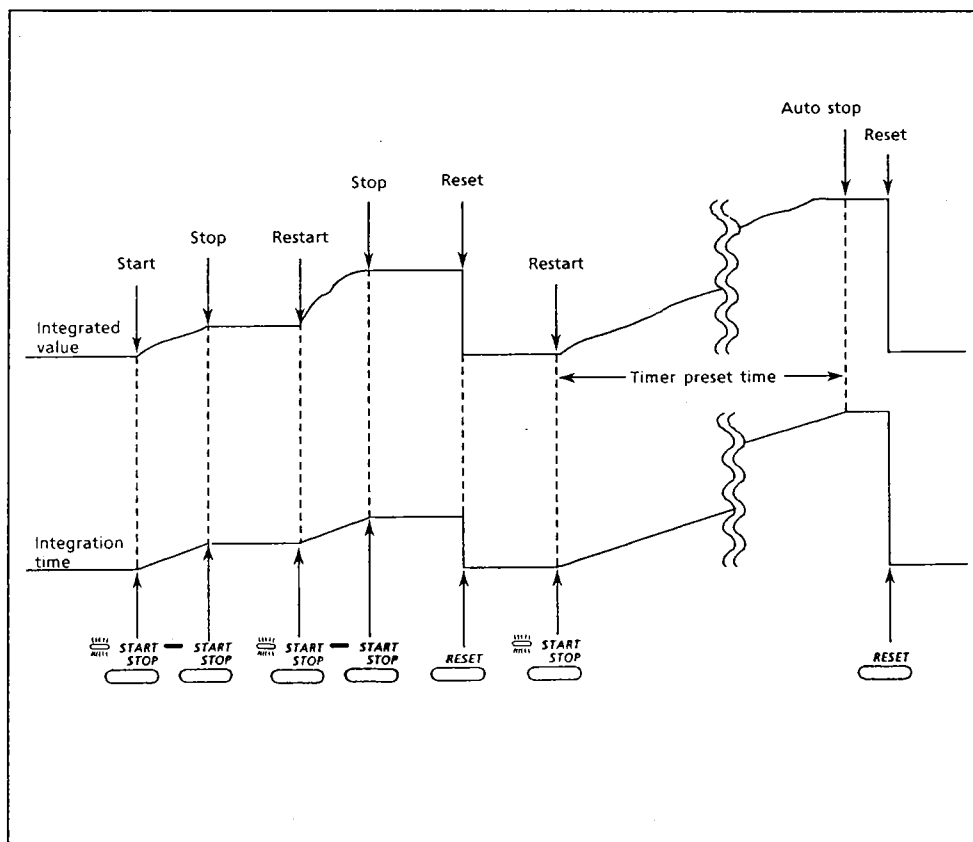 Auto stop
Reset
Stop
Reset
Stop
Restart
Start
Restart
Integrated
value
Timer preset time
Integration
time
START
STOP
START
STOP
START
STOP
START
STOP
RESET
START
STOP
RESET